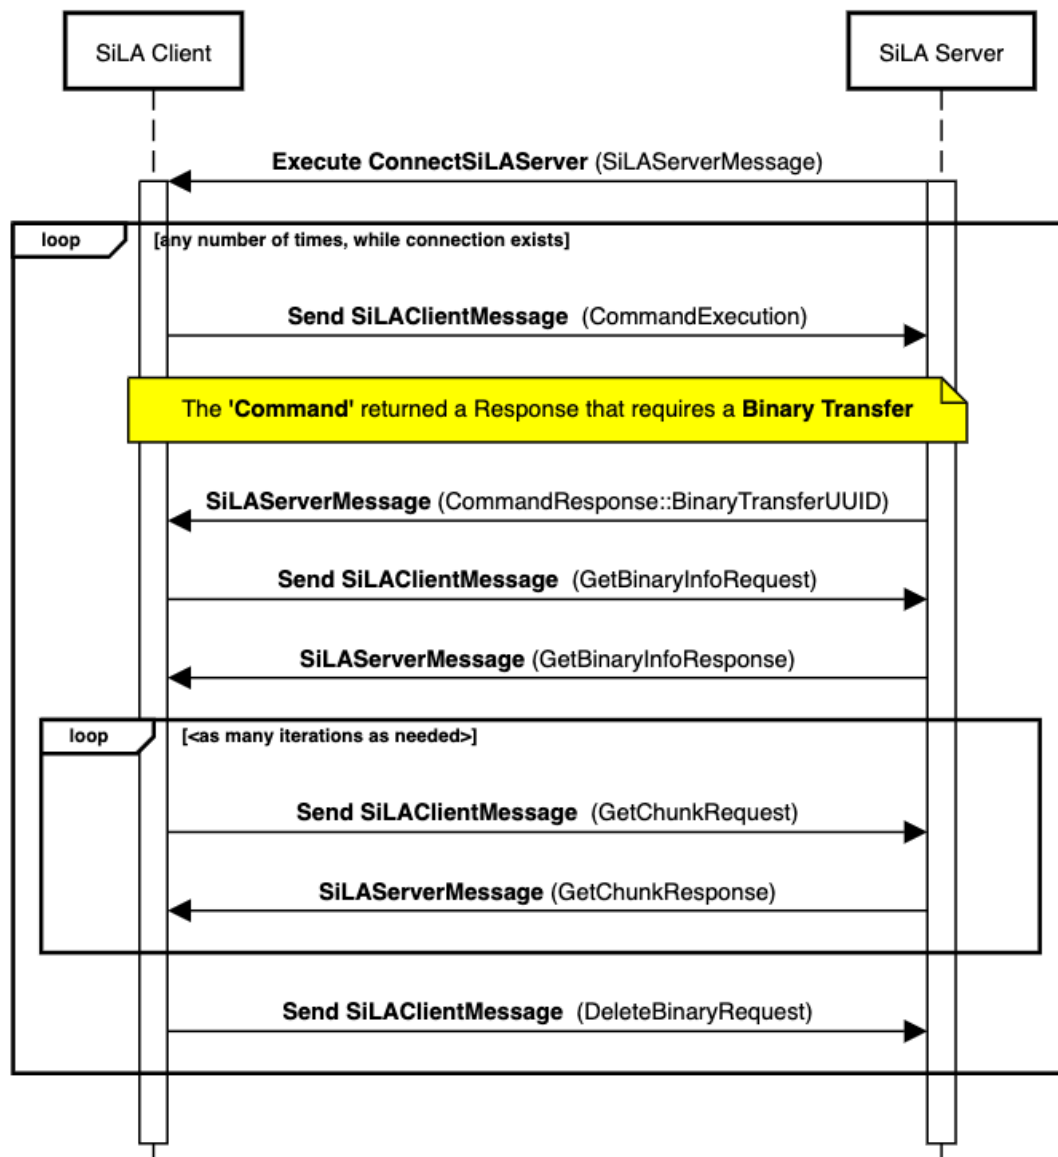 SiLA Client
SiLA Server
Execute ConnectSiLAServer (SiLAServerMessage)
loop
[any number of times, while connection exists]
Send SiLAClientMessage (CommandExecution)
The 'Command' returned a Response that requires a Binary Transfer
SiLAServerMessage (CommandResponse::BinaryTransferUUID)
Send SiLAClientMessage (GetBinaryInfoRequest)
SiLAServerMessage (GetBinaryInfoResponse)
loop
[<as many iterations as needed>]
Send SiLAClientMessage (GetChunkRequest)
SiLAServerMessage (GetChunkResponse)
Send SiLAClientMessage (DeleteBinaryRequest)